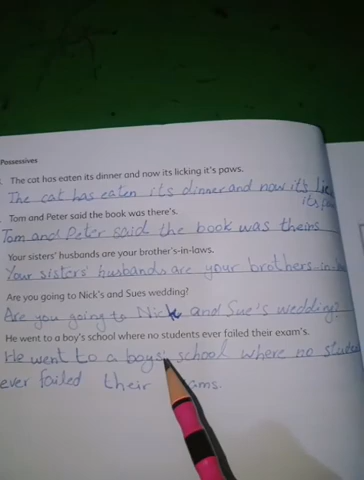 Possessives
The cat has eaten its dinner and now its licking it's paws.
The cat has eaten its dinner and now it's
its
Tom and Peter said the book was there's.
Tom and Peter said the book was theirs
Your sisters' husbands are your brother's-in-laws.
Your sisters' husbands are your brothers-in-
Are you going to Nick's and Sues wedding?
Are you going to Nick and Sue's wedding?
He went to a boy's school where no students ever failed their exam's.
He went to a boys' school where no
ever failed their ams.